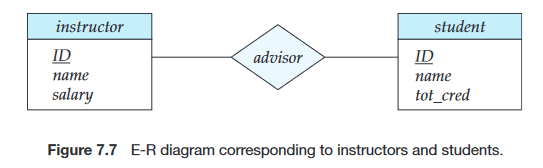 instructor
ID
name
salary
advisor
student
ID
name
tot_cred
Figure 7.7 E-R diagram corresponding to instructors and students.